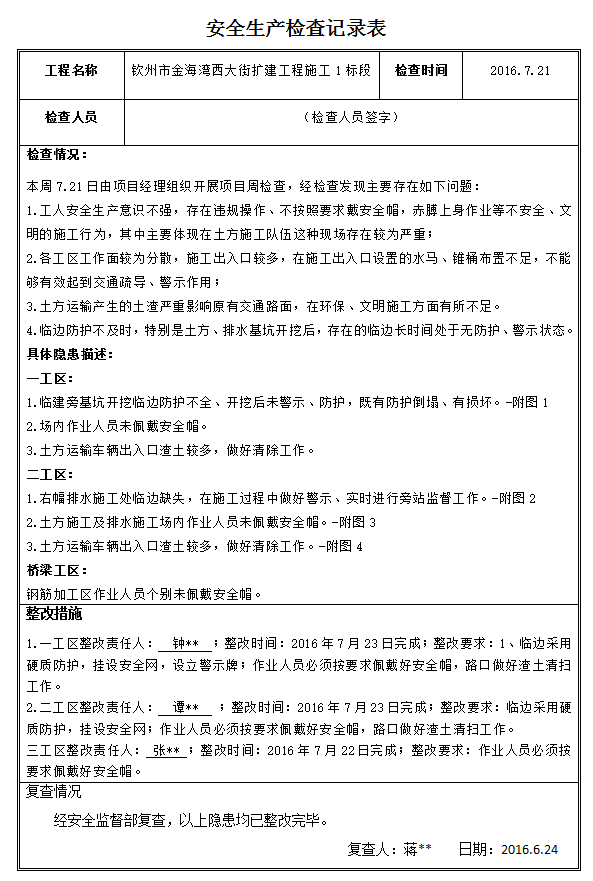 安全生产检查记录表
工程名称 钦州市金海湾西大街扩建工程施工1标段 检查时间 2016.7.21
检查人员 （检查人员签字）
检查情况：
本周7.21日由项目经理组织开展项目周检查，经检查发现主要存在如下问题：
1.工人安全生产意识不强，存在违规操作、不按照要求戴安全帽，赤膊上身作业等不安全、文
明的施工行为，其中主要体现在土方施工队伍这种现场存在较为严重；
2.各工区工作面较为分散，施工出入口较多，在施工出入口设置的水马、锥桶布置不足，不能
够有效起到交通疏导、警示作用；
3.土方运输产生的土渣严重影响原有交通路面，在环保、文明施工方面有所不足。
4.临边防护不及时，特别是土方、排水基坑开挖后，存在的临边长时间处于无防护、警示状态。
具体隐患描述：
一工区：
1.临建旁基坑开挖临边防护不全、开挖后未警示、防护，既有防护倒塌、有损坏。-附图1
2.场内作业人员未佩戴安全帽。
3.土方运输车辆出入口渣土较多，做好清除工作。
二工区：
1.右幅排水施工处临边缺失，在施工过程中做好警示、实时进行旁站监督工作。-附图2
2.土方施工及排水施工场内作业人员未佩戴安全帽。-附图3
3.土方运输车辆出入口渣土较多，做好清除工作。-附图4
桥梁工区：
钢筋加工区作业人员个别未佩戴安全帽。
整改措施
1.一工区整改责任人： 钟** ；整改时间：2016年7月23日完成；整改要求：1、临边采用
硬质防护，挂设安全网，设立警示牌；作业人员必须按要求佩戴好安全帽，路口做好渣土清扫
工作。
2.二工区整改责任人： 谭** ；整改时间：2016年7月23日完成；整改要求：临边采用硬
质防护，挂设安全网；作业人员必须按要求佩戴好安全帽，路口做好渣土清扫工作。
三工区整改责任人： 张** ；整改时间：2016年7月22日完成；整改要求：作业人员必须按
要求佩戴好安全帽。
复查情况
经安全监督部复查，以上隐患均已整改完毕。
复查人：蒋** 日期：2016.6.24